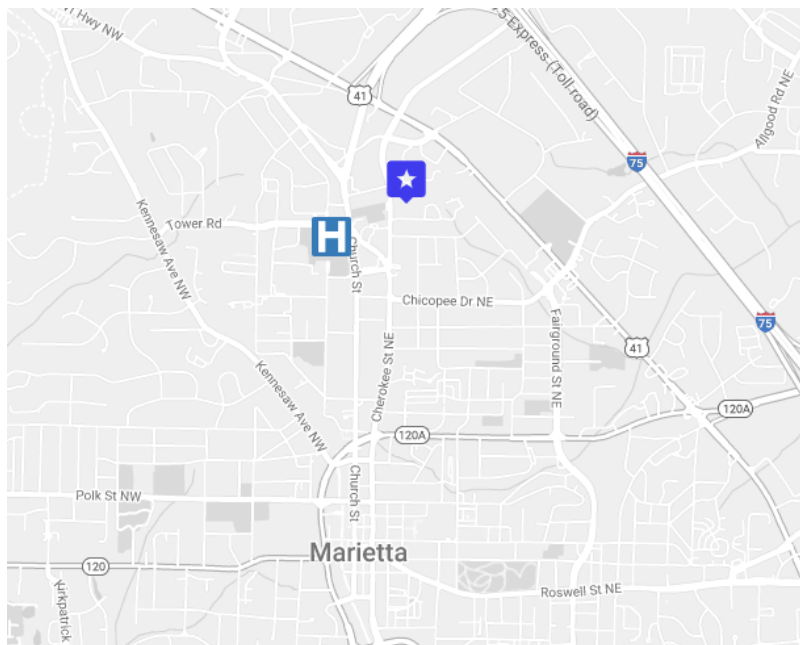 Hwy NW
75 Express (Toll-road)
41
Allgood Rd NE
75
Kennesaw Ave NW
Tower Rd
H
Church St
Chicopee Dr NE
75
Fairground St NE
41
Cherokee St NE
Kennesaw Ave NW
120A
120A
Church St
Polk St NW
Marietta
120
Roswell St NE
Kirkpatrick